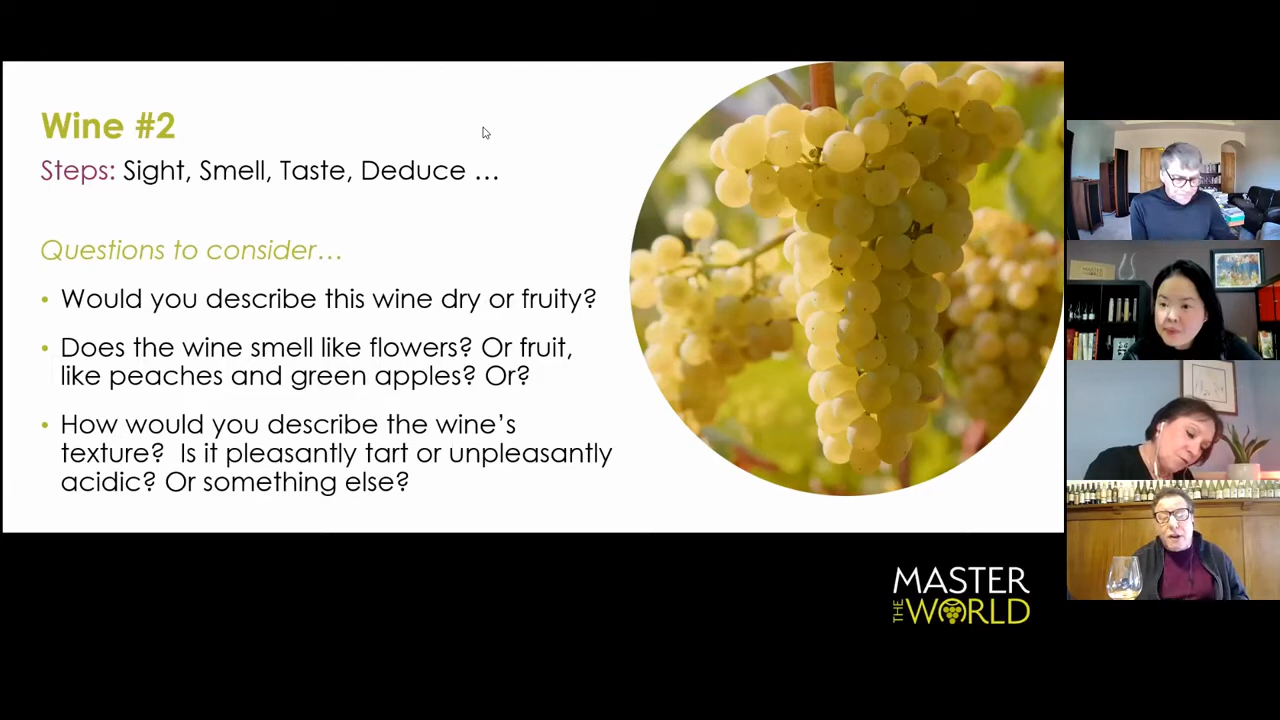 Wine #2
Steps: Sight, Smell, Taste, Deduce ...
Questions to consider...
• Would you describe this wine dry or fruity?
• Does the wine smell like flowers? Or fruit,
like peaches and green apples? Or?
• How would you describe the wine’s
texture?  Is it pleasantly tart or unpleasantly
acidic? Or something else?
MASTER
THE WORLD